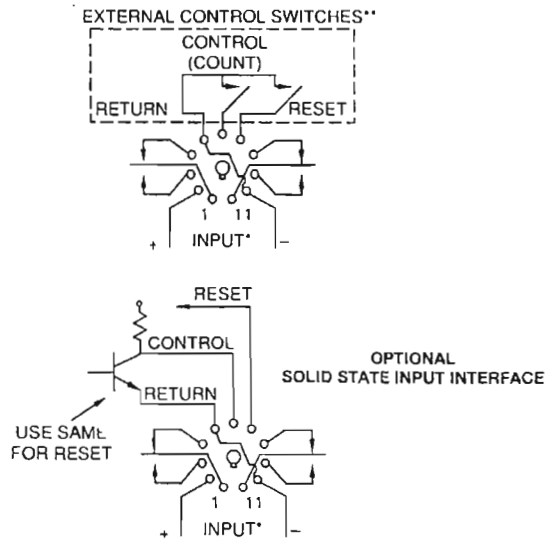 EXTERNAL CONTROL SWITCHES**
CONTROL
(COUNT)
RETURN RESET
1 11
+ INPUT* –
RESET
CONTROL
RETURN
OPTIONAL
SOLID STATE INPUT INTERFACE
USE SAME
FOR RESET
1 11
+ INPUT* –